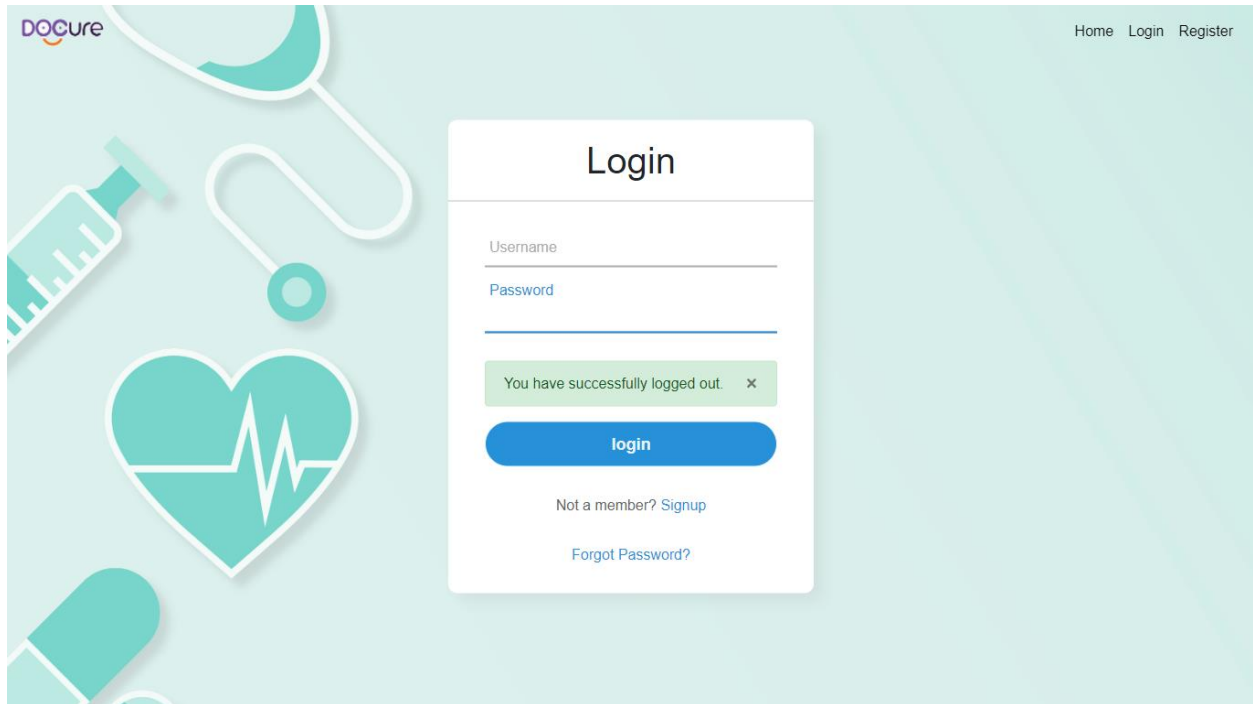 DOCure
Home Login Register
Login
Username
Password
You have successfully logged out. ×
login
Not a member? Signup
Forgot Password?